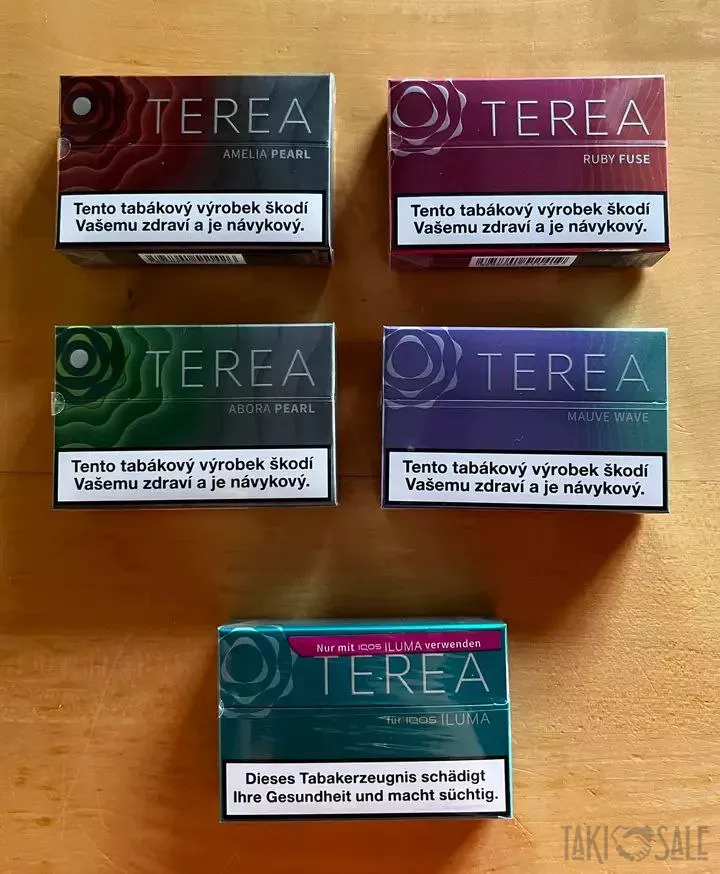 TEREA
AMELIA PEARL
Tento tabákový výrobek škodí
Vašemu zdraví a je návykový.
TEREA
RUBY FUSE
Tento tabákový výrobek škodí
Vašemu zdraví a je návykový.
TEREA
ABORA PEARL
Tento tabákový výrobek škodí
Vašemu zdraví a je návykový.
TEREA
MAUVE WAVE
Tento tabákový výrobek škodí
Vašemu zdraví a je návykový.
Nur mit IQOS ILUMA verwenden
TEREA
für IQOS ILUMA
Dieses Tabakerzeugnis schädigt
Ihre Gesundheit und macht süchtig.
TAKI SALE